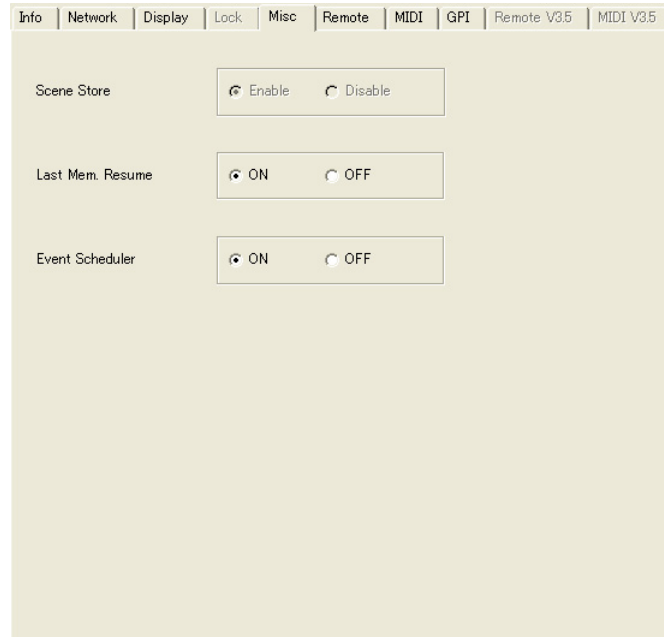 Info Network Display Lock Misc Remote MIDI GPI Remote V3.5 MIDI V3.5
Scene Store Enable Disable
Last Mem. Resume ON OFF
Event Scheduler ON OFF